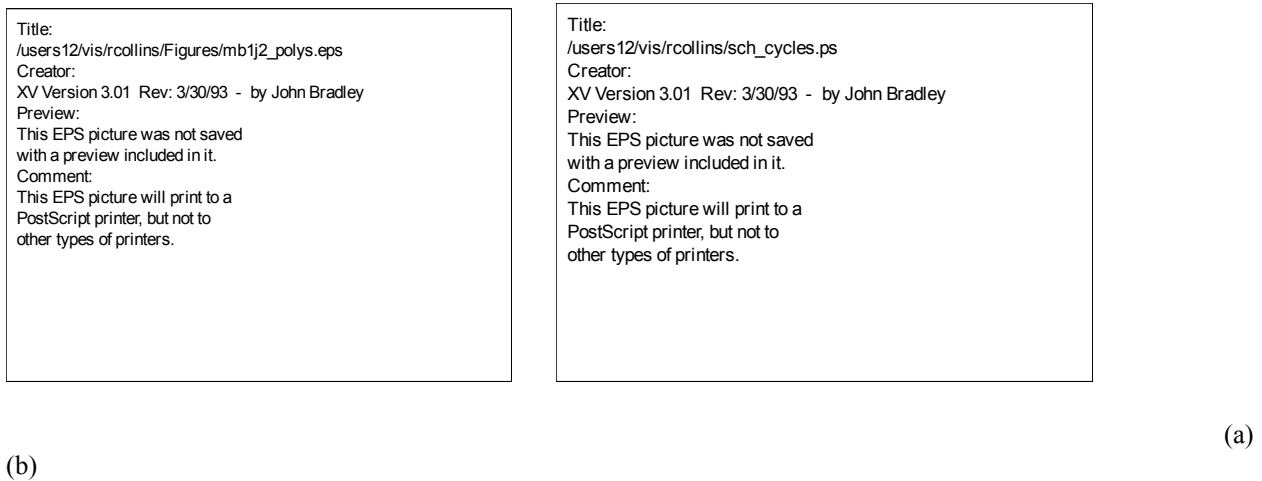 Title:
/users12/vis/rcollins/Figures/mb1j2_polys.eps
Creator:
XV Version 3.01 Rev: 3/30/93 - by John Bradley
Preview:
This EPS picture was not saved
with a preview included in it.
Comment:
This EPS picture will print to a
PostScript printer, but not to
other types of printers.
Title:
/users12/vis/rcollins/sch_cycles.ps
Creator:
XV Version 3.01 Rev: 3/30/93 - by John Bradley
Preview:
This EPS picture was not saved
with a preview included in it.
Comment:
This EPS picture will print to a
PostScript printer, but not to
other types of printers.
(a)
(b)